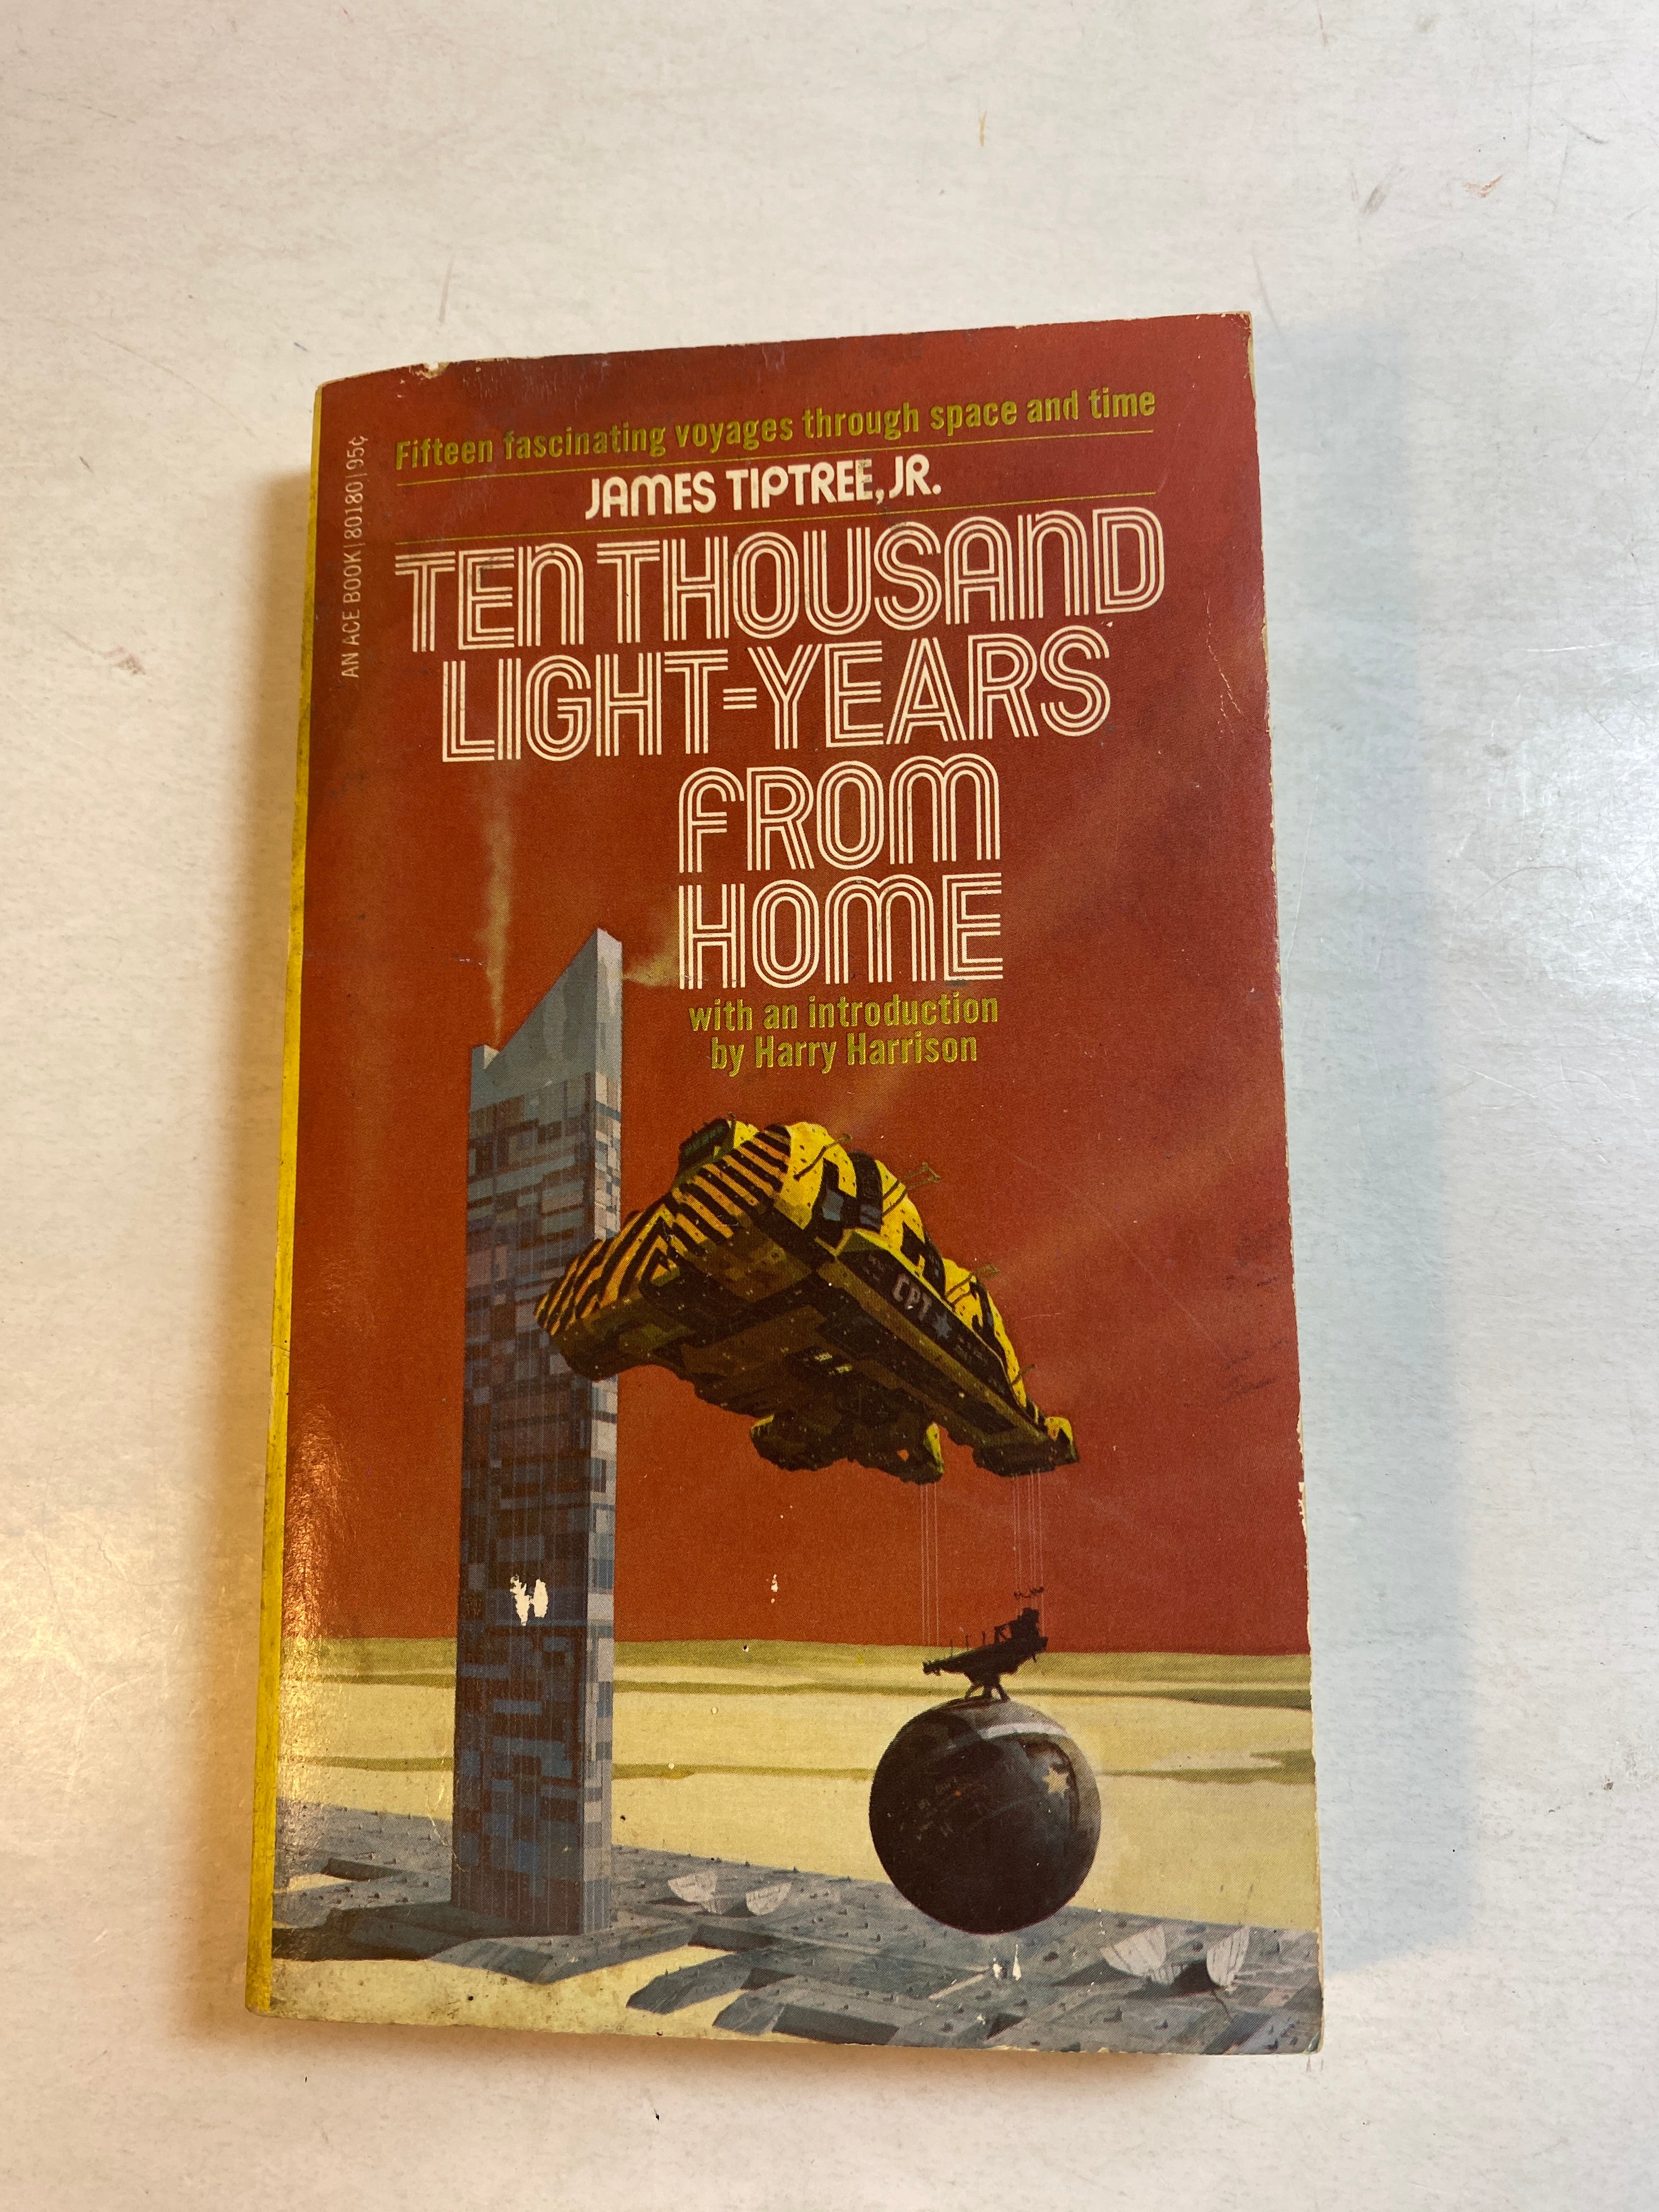 AN ACE BOOK | 80180 | 95¢
Fifteen fascinating voyages through space and time
JAMES TIPTREE, JR.
TEN THOUSAND
LIGHT-YEARS
FROM
HOME
with an introduction
by Harry Harrison
CPT